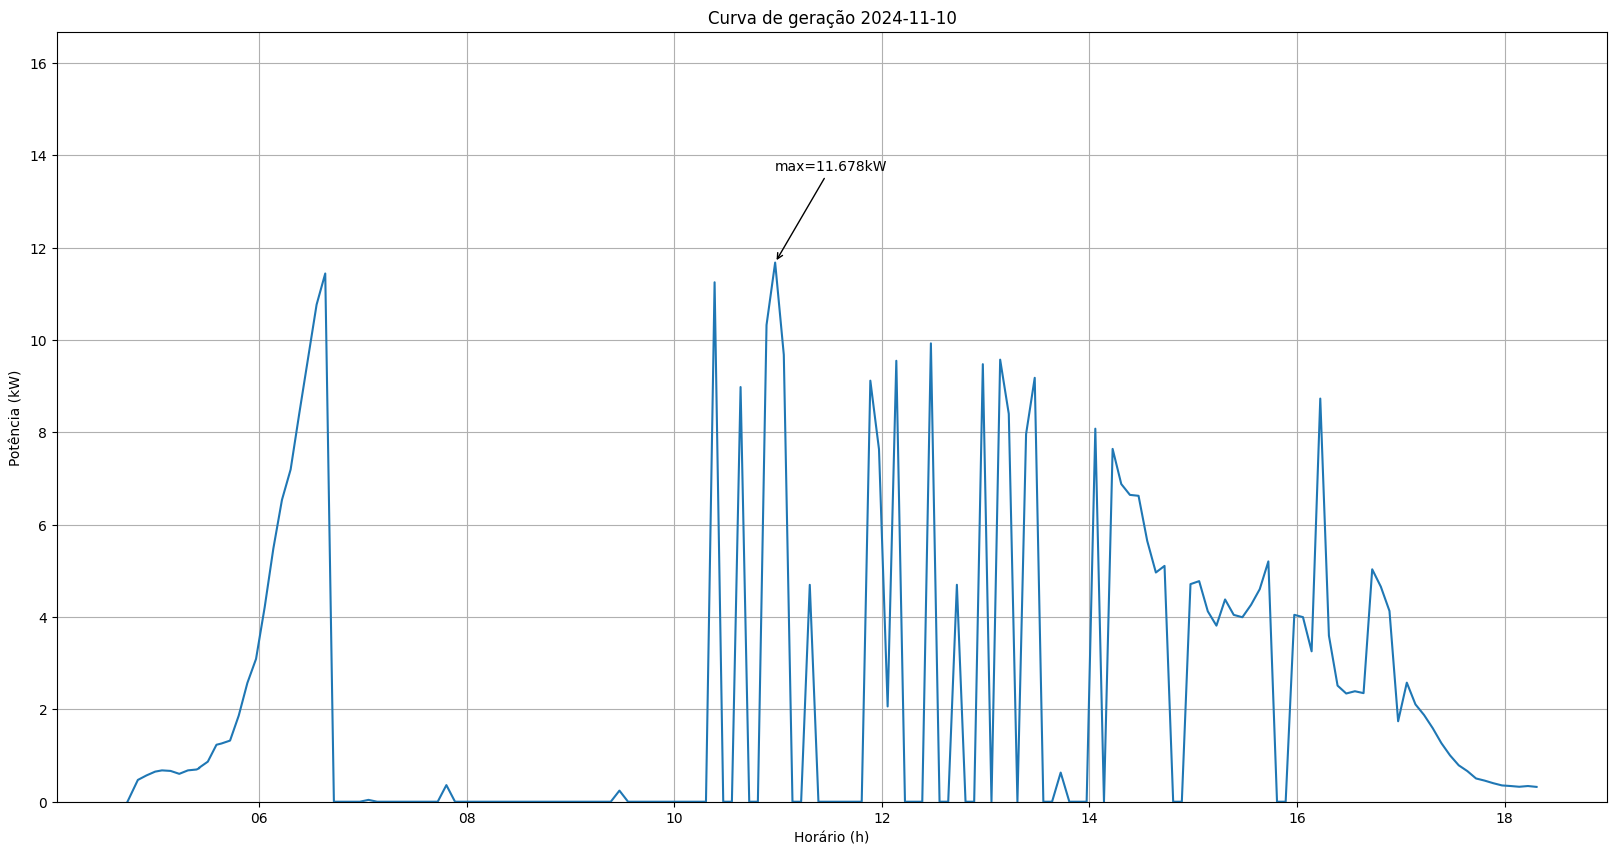 Curva de geração 2024-11-10
16
14
max=11.678kW
12
10
8
6
4
2
0
Potência (kW)
06 08 10 12 14 16 18
Horário (h)